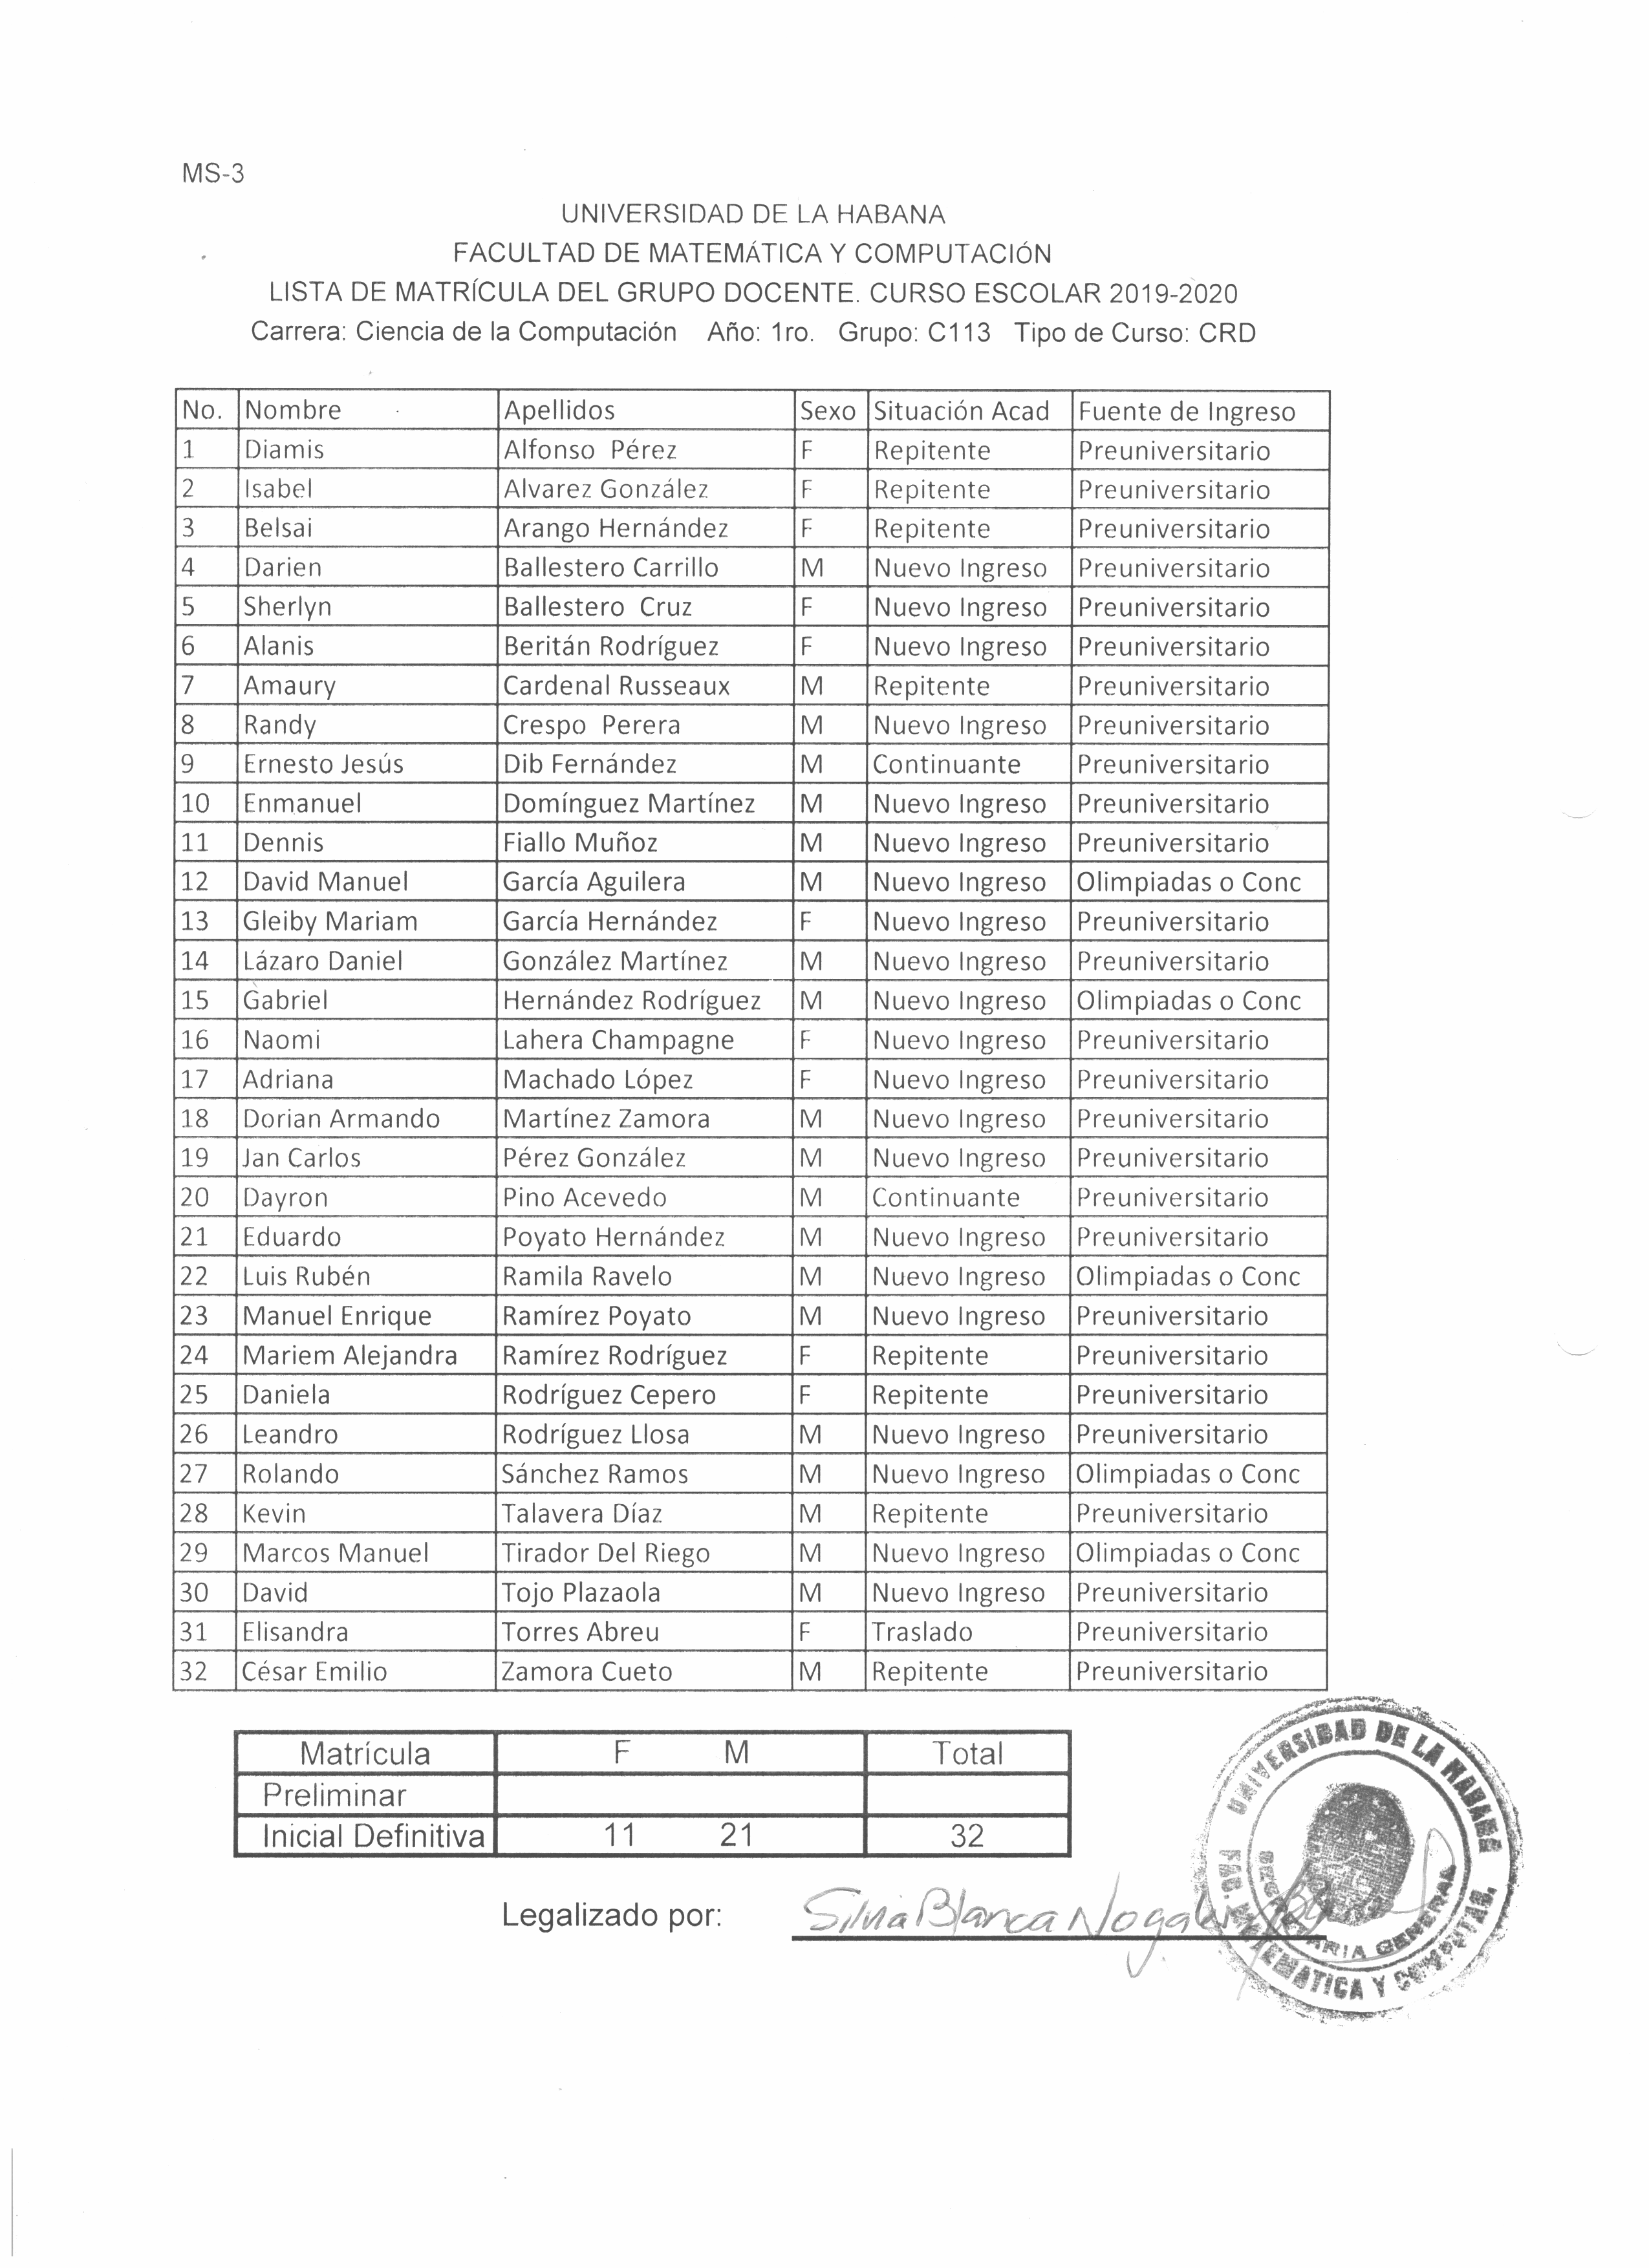 MS-3
UNIVERSIDAD DE LA HABANA
FACULTAD DE MATEMÁTICA Y COMPUTACIÓN
LISTA DE MATRÍCULA DEL GRUPO DOCENTE. CURSO ESCOLAR 2019-2020
Carrera: Ciencia de la Computación Año: 1ro. Grupo: C113 Tipo de Curso: CRD
No. Nombre Apellidos Sexo Situación Acad Fuente de Ingreso
1 Diamis Alfonso Pérez F Repitente Preuniversitario
2 Isabel Alvarez González F Repitente Preuniversitario
3 Belsai Arango Hernández F Repitente Preuniversitario
4 Darien Ballestero Carrillo M Nuevo Ingreso Preuniversitario
5 Sherlyn Ballestero Cruz F Nuevo Ingreso Preuniversitario
6 Alanis Beritán Rodríguez F Nuevo Ingreso Preuniversitario
7 Amaury Cardenal Russeaux M Repitente Preuniversitario
8 Randy Crespo Perera M Nuevo Ingreso Preuniversitario
9 Ernesto Jesús Dib Fernández M Continuante Preuniversitario
10 Enmanuel Domínguez Martínez M Nuevo Ingreso Preuniversitario
11 Dennis Fiallo Muñoz M Nuevo Ingreso Preuniversitario
12 David Manuel García Aguilera M Nuevo Ingreso Olimpiadas o Conc
13 Gleiby Mariam García Hernández F Nuevo Ingreso Preuniversitario
14 Lázaro Daniel González Martínez M Nuevo Ingreso Preuniversitario
15 Gabriel Hernández Rodríguez M Nuevo Ingreso Olimpiadas o Conc
16 Naomi Lahera Champagne F Nuevo Ingreso Preuniversitario
17 Adriana Machado López F Nuevo Ingreso Preuniversitario
18 Dorian Armando Martínez Zamora M Nuevo Ingreso Preuniversitario
19 Jan Carlos Pérez González M Nuevo Ingreso Preuniversitario
20 Dayron Pino Acevedo M Continuante Preuniversitario
21 Eduardo Poyato Hernández M Nuevo Ingreso Preuniversitario
22 Luis Rubén Ramila Ravelo M Nuevo Ingreso Olimpiadas o Conc
23 Manuel Enrique Ramírez Poyato M Nuevo Ingreso Preuniversitario
24 Mariem Alejandra Ramírez Rodríguez F Repitente Preuniversitario
25 Daniela Rodríguez Cepero F Repitente Preuniversitario
26 Leandro Rodríguez Llosa M Nuevo Ingreso Preuniversitario
27 Rolando Sánchez Ramos M Nuevo Ingreso Olimpiadas o Conc
28 Kevin Talavera Díaz M Repitente Preuniversitario
29 Marcos Manuel Tirador Del Riego M Nuevo Ingreso Olimpiadas o Conc
30 David Tojo Plazaola M Nuevo Ingreso Preuniversitario
31 Elisandra Torres Abreu F Traslado Preuniversitario
32 César Emilio Zamora Cueto M Repitente Preuniversitario
Matrícula F M Total
Preliminar
Inicial Definitiva 11 21 32
Legalizado por: Silvia Blanca
UNIVERSIDAD DE LA HABANA
GENERAL
Y